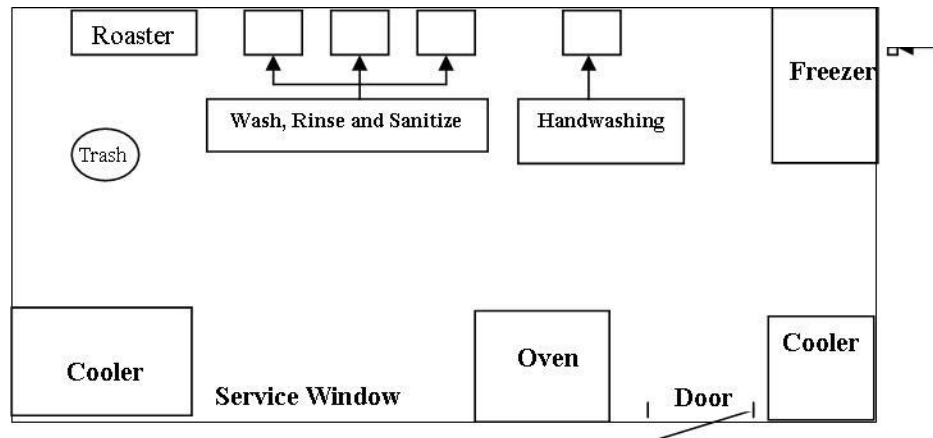 Roaster
Freezer
Wash, Rinse and Sanitize
Handwashing
Trash
Cooler
Service Window
Oven
Door
Cooler